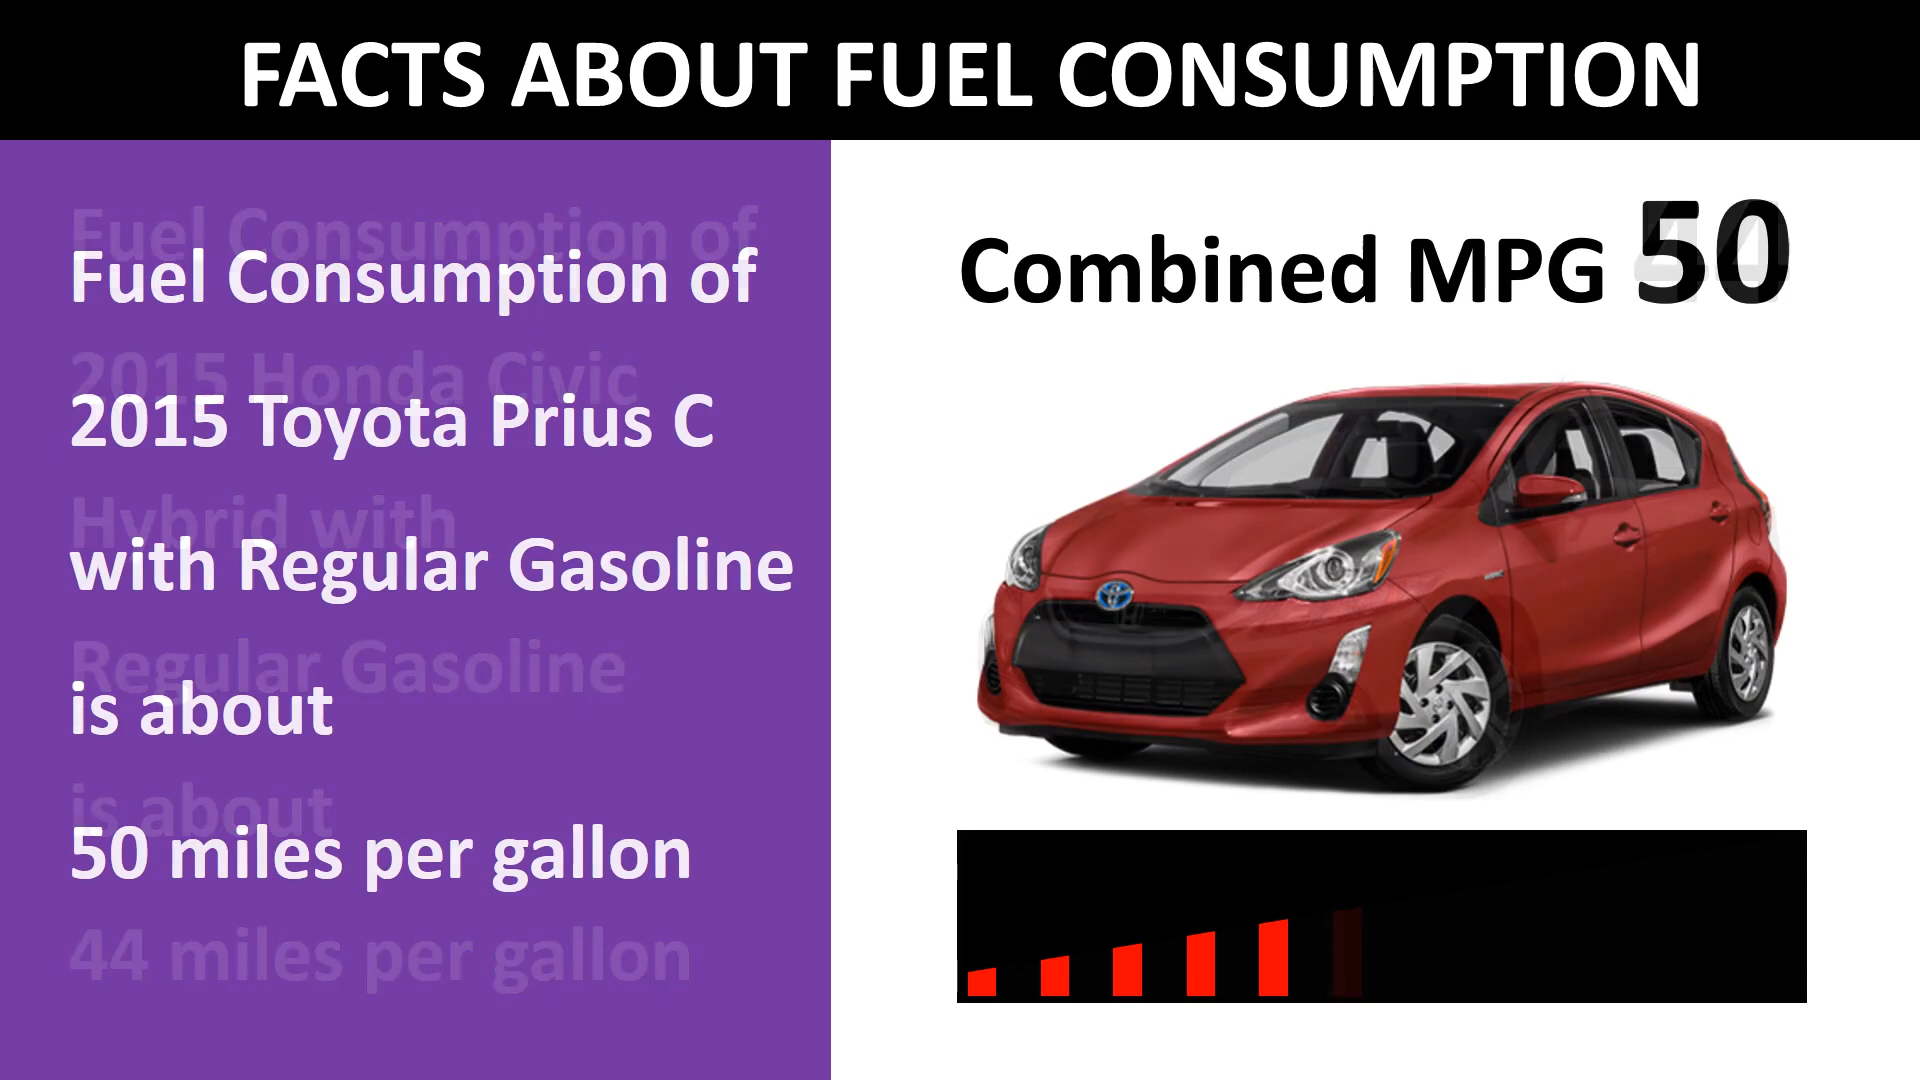 FACTS ABOUT FUEL CONSUMPTION
Fuel Consumption of
Fuel Consumption of
2015 Honda Civic
2015 Toyota Prius C
Hybrid with
with Regular Gasoline
Regular Gasoline
is about
is about
50 miles per gallon
44 miles per gallon
Combined MPG 50
44